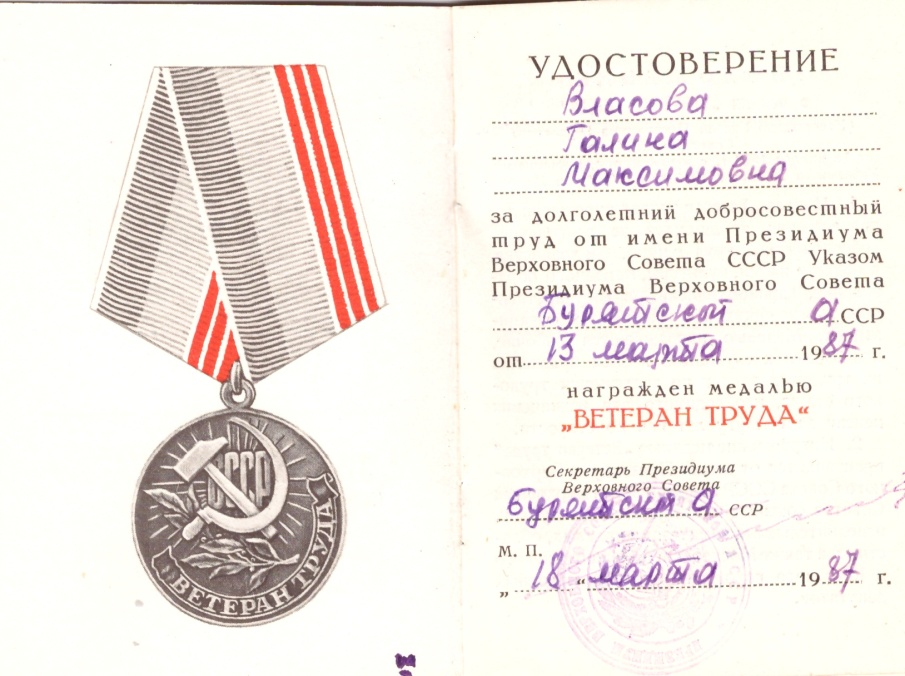 СССР
ВЕТЕРАН ТРУДА
УДОСТОВЕРЕНИЕ
Власова
Галина
Максимовна
за долголетний добросовестный
труд от имени Президиума
Верховного Совета СССР Указом
Президиума Верховного Совета
Бурятской А ССР
от 13 марта 1987 г.
награжден медалью
„ВЕТЕРАН ТРУДА“
Секретарь Президиума
Верховного Совета
Бурятской А ССР
М. П.
„ 18 “ марта 1987 г.